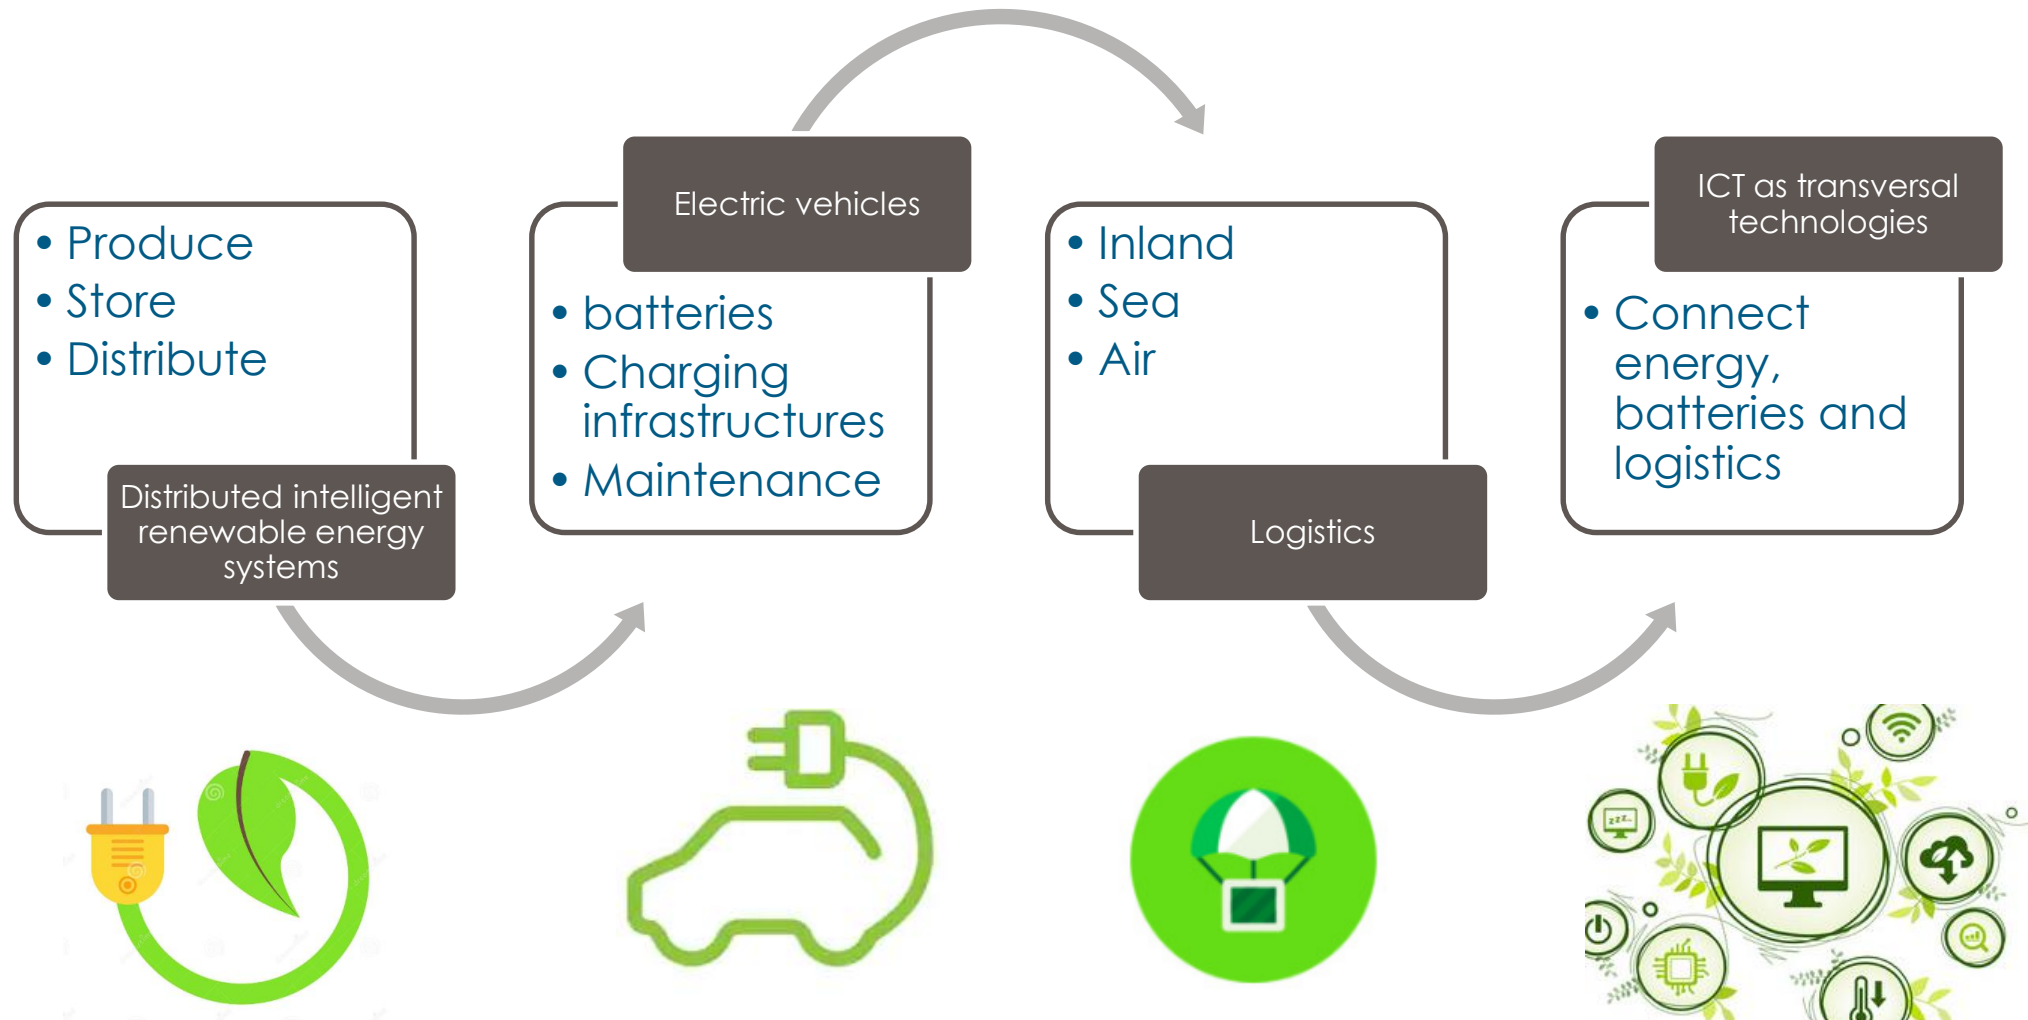 • Produce
• Store
• Distribute
Distributed intelligent
renewable energy
systems
Electric vehicles
• batteries
• Charging
infrastructures
• Maintenance
• Inland
• Sea
• Air
Logistics
ICT as transversal
technologies
• Connect
energy,
batteries and
logistics
zzz..